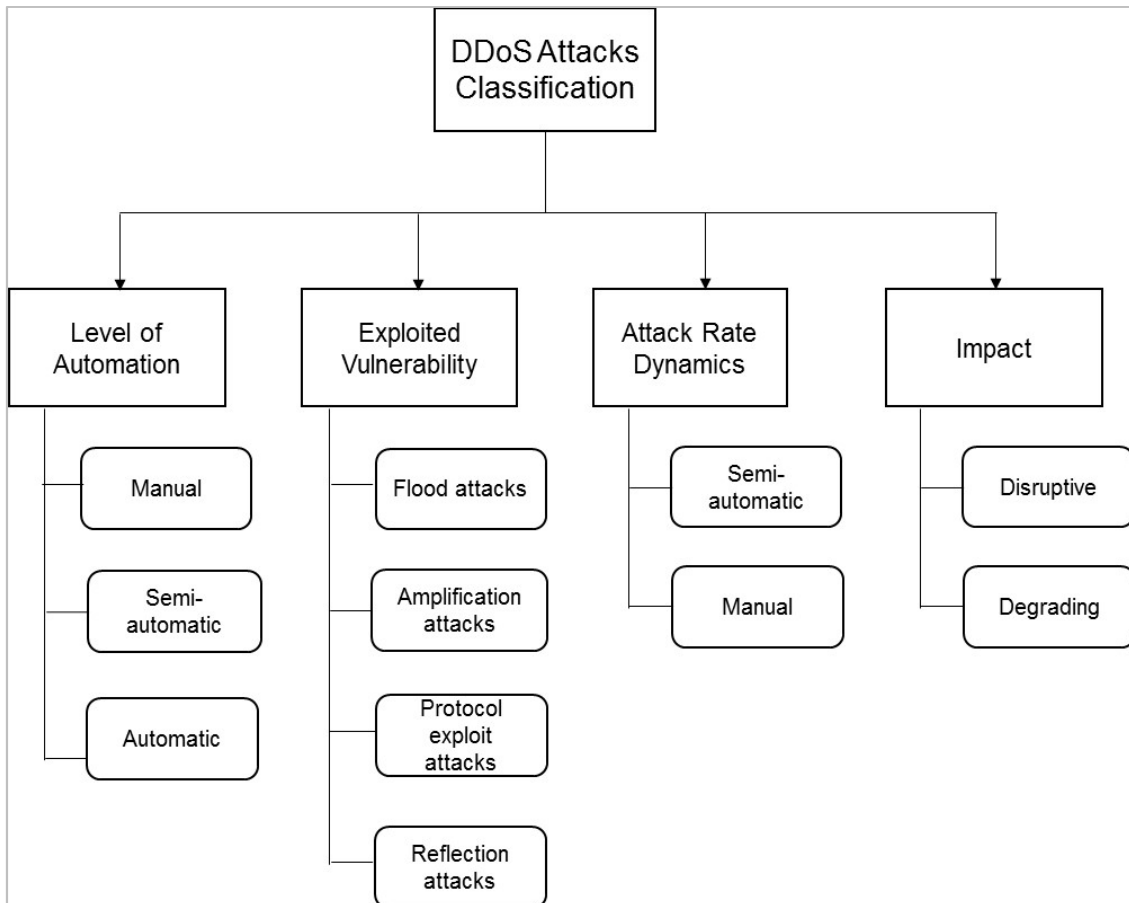 DDoS Attacks
Classification
Level of
Automation
Exploited
Vulnerability
Attack Rate
Dynamics
Impact
Manual
Semi-
automatic
Automatic
Flood attacks
Amplification
attacks
Protocol
exploit
attacks
Reflection
attacks
Semi-
automatic
Manual
Disruptive
Degrading